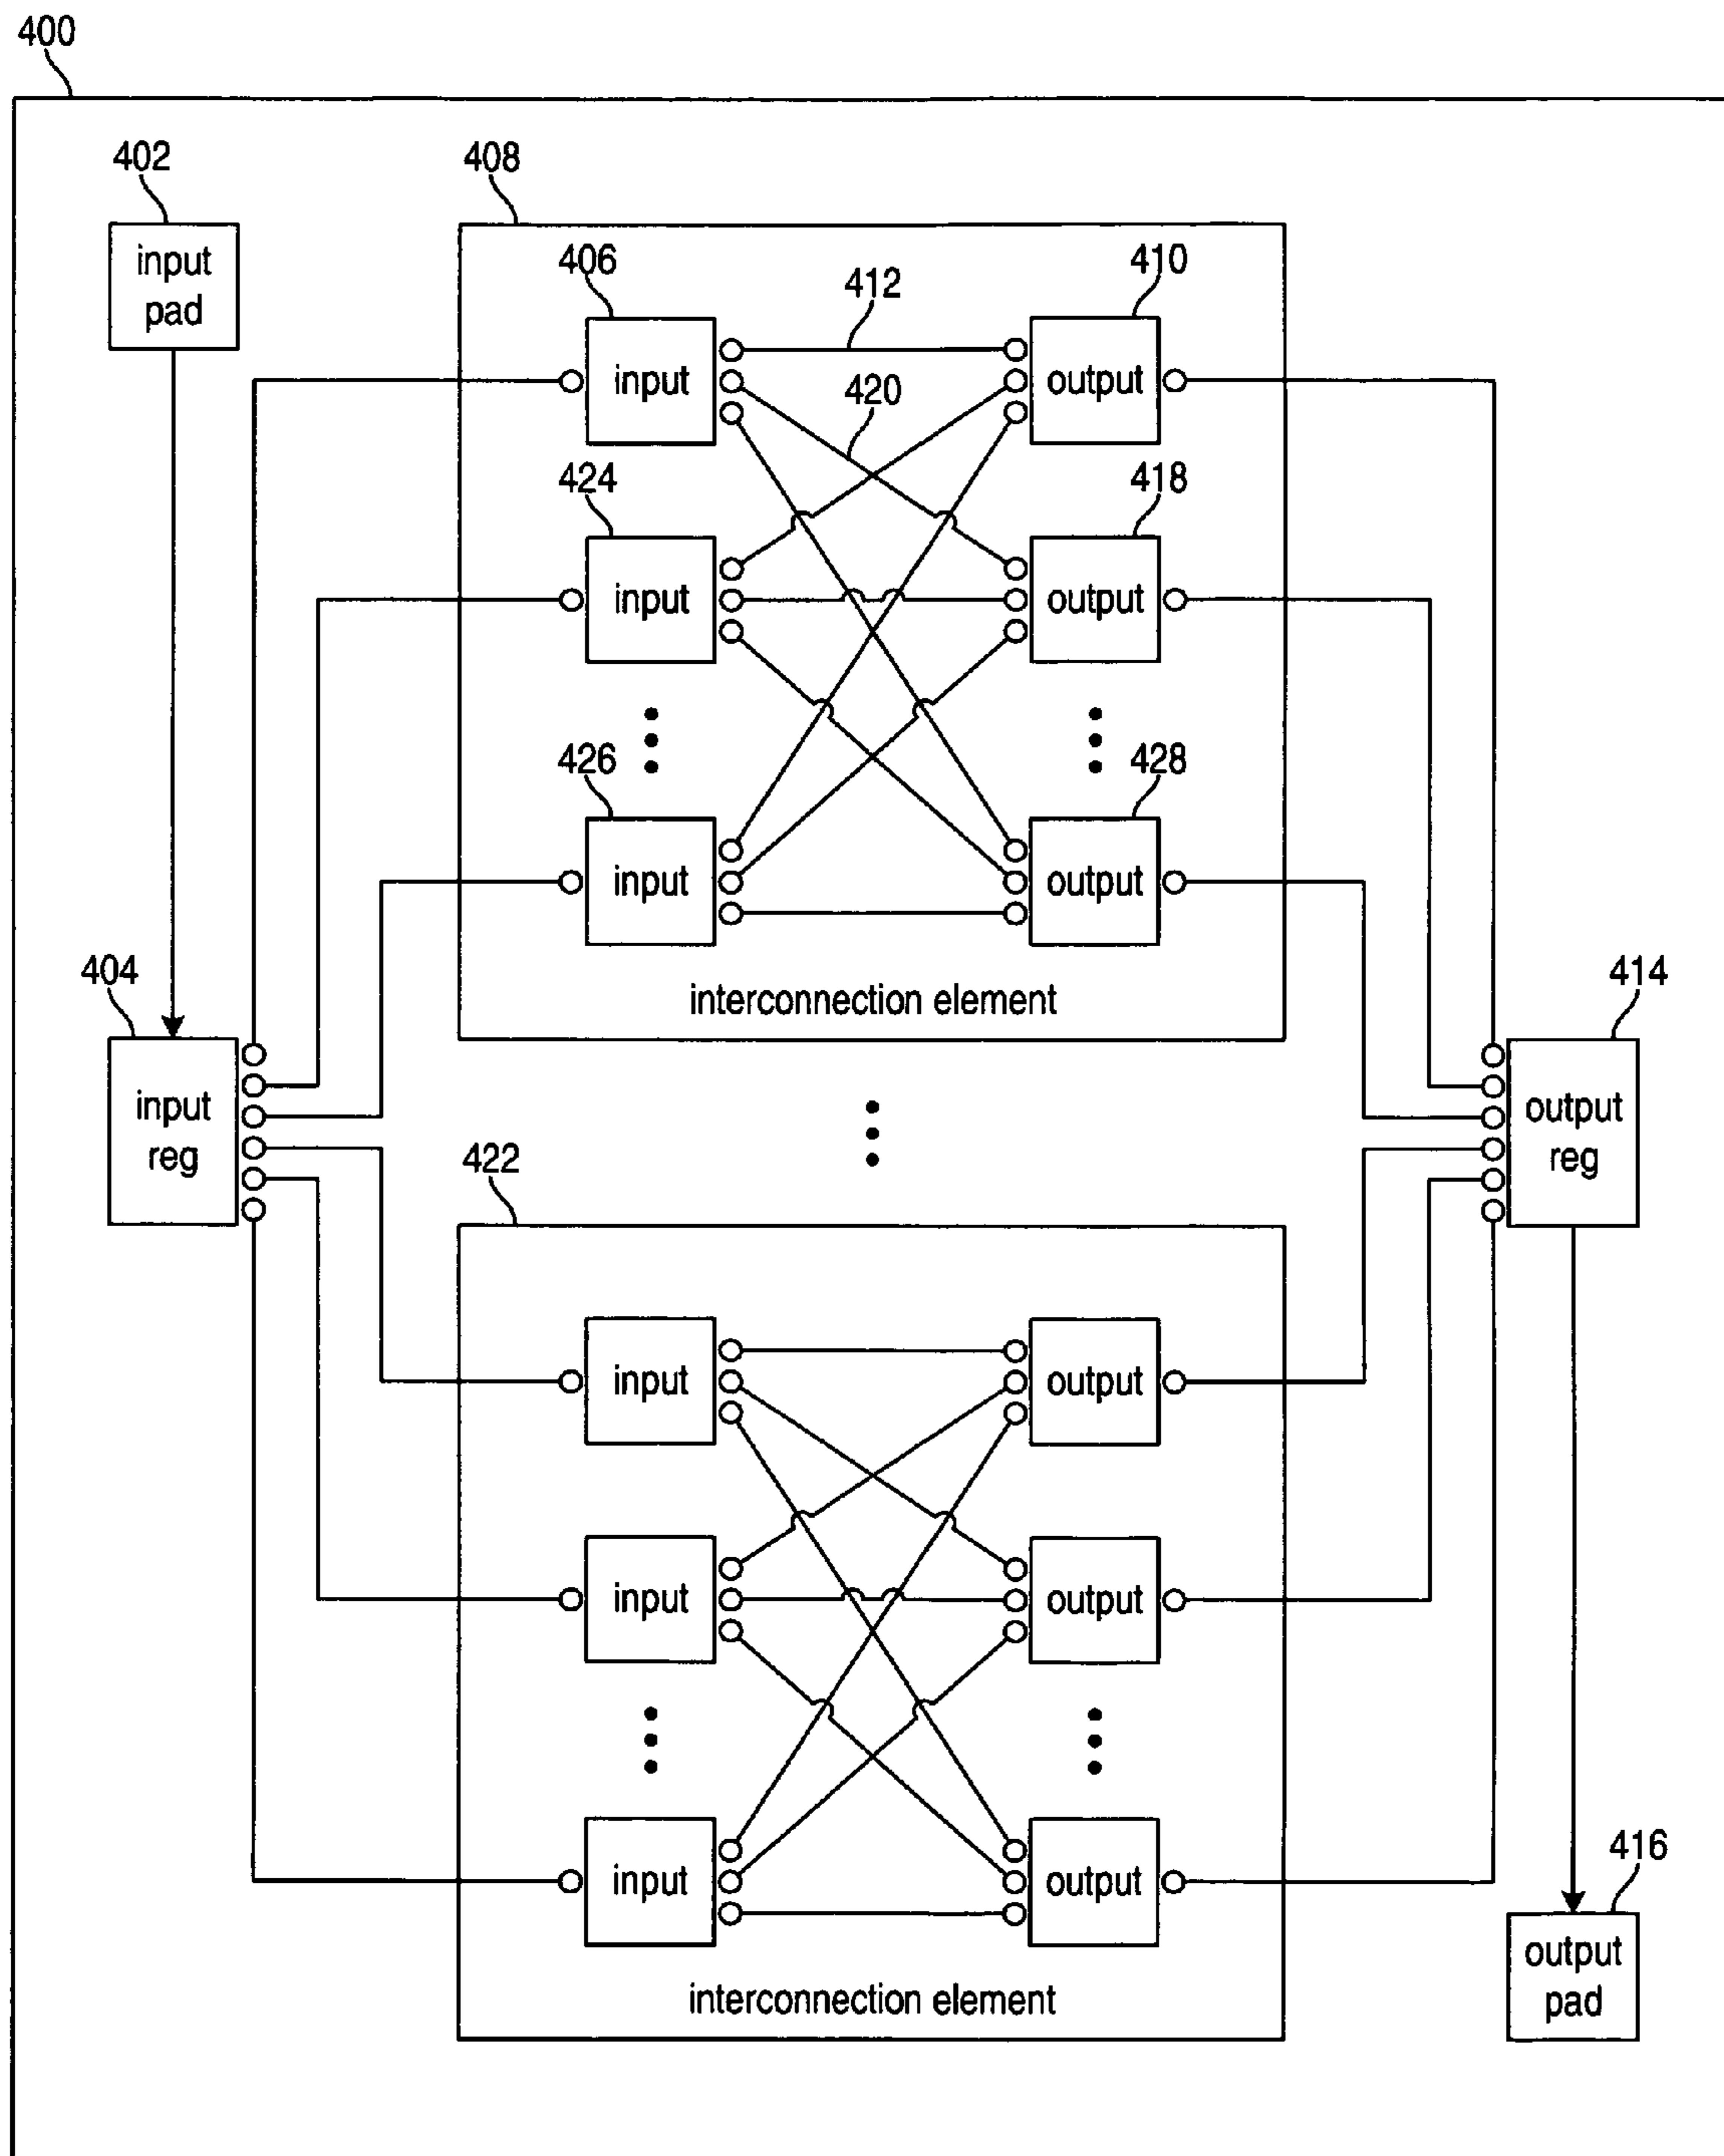 400
402
408
input
pad
406
412
410
input
420
output
424
418
input
output
426
428
input
output
404
interconnection element
414
input
reg
output
reg
422
input
output
input
output
416
input
output
output
pad
interconnection element